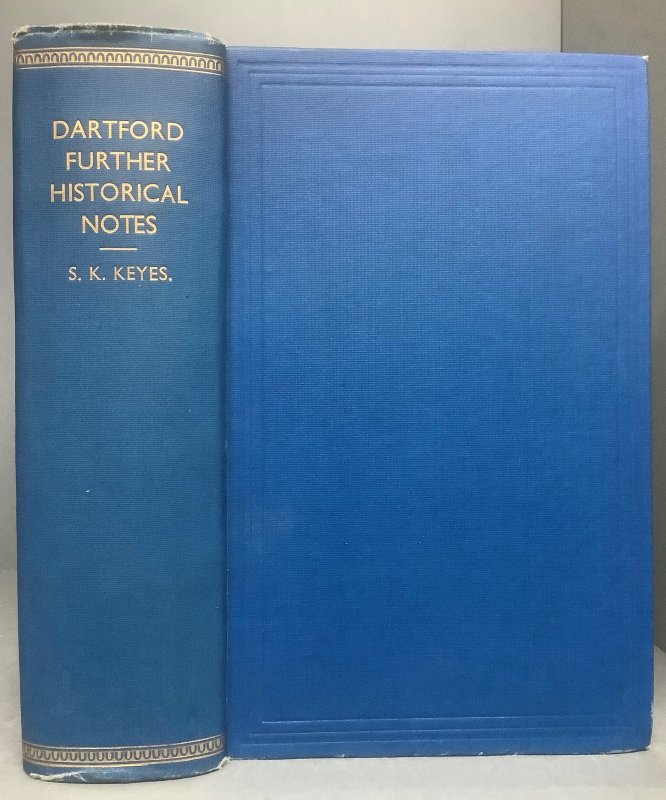 DARTFORD
FURTHER
HISTORICAL
NOTES
S. K. KEYES.